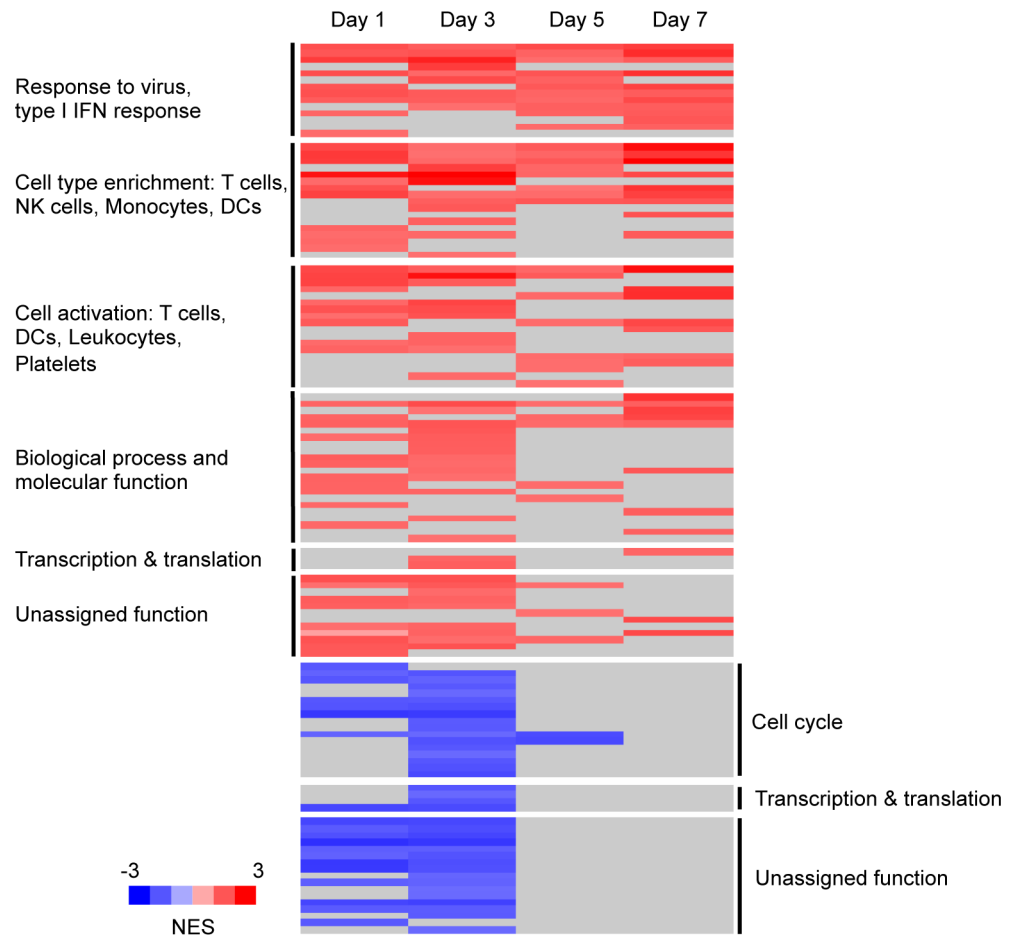 Day 1 Day 3 Day 5 Day 7
Response to virus,
type I IFN response
Cell type enrichment: T cells,
NK cells, Monocytes, DCs
Cell activation: T cells,
DCs, Leukocytes,
Platelets
Biological process and
molecular function
Transcription & translation
Unassigned function
Cell cycle
Transcription & translation
Unassigned function
-3 3
NES